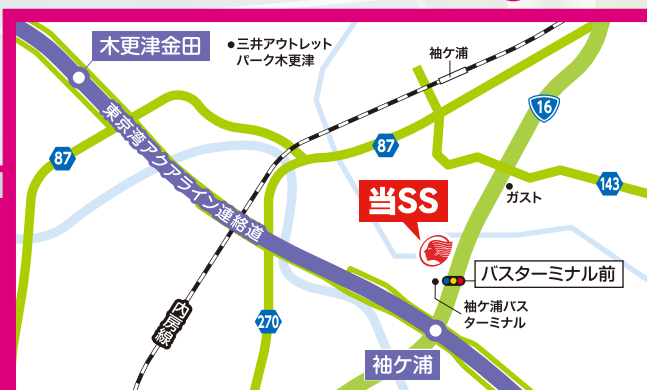 木更津金田
三井アウトレット
パーク木更津
袖ケ浦
16
東京湾アクアライン連絡道
87
87
143
ガスト
当SS
バスターミナル前
袖ケ浦バス
ターミナル
内房線
270
袖ケ浦